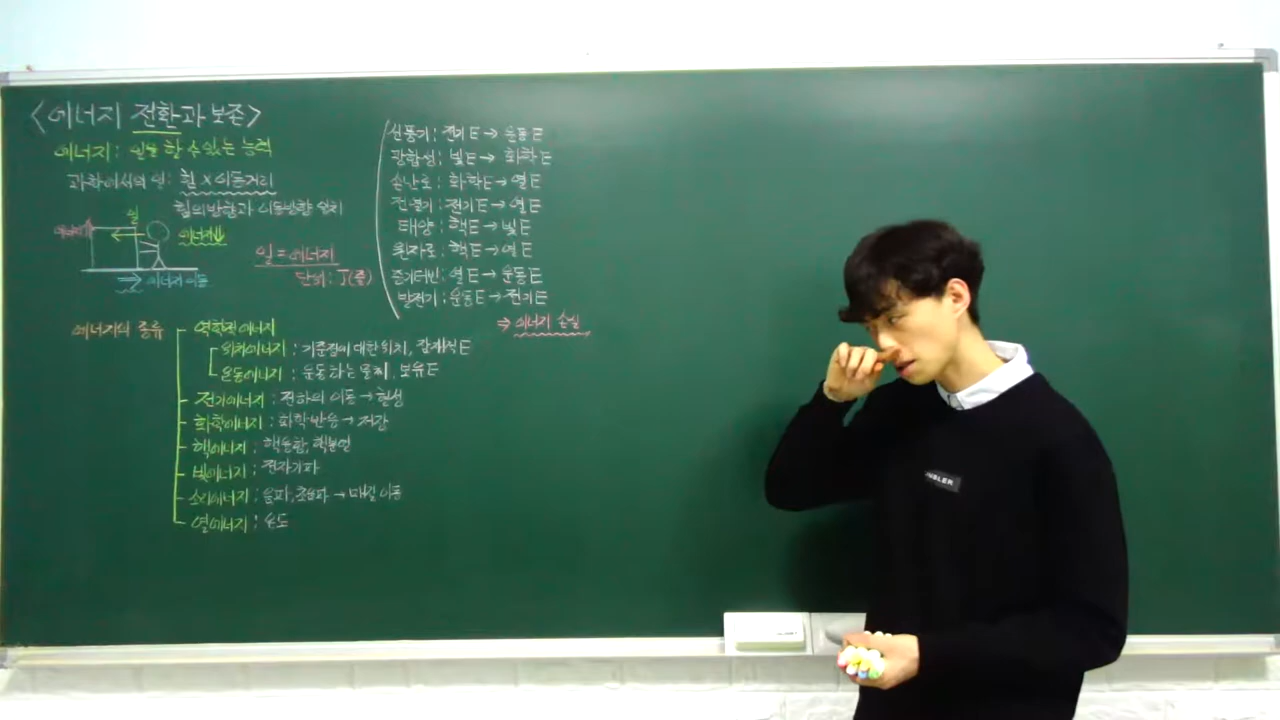 <에너지 전환과 보존>
에너지: 일을 할 수 있는 능력
과학에서의 일: 힘 × 이동거리
힘의 방향과 이동방향 일치
일
에너지↑
에너지↓
⇒ 에너지 이동
일 = 에너지
단위: J(줄)
에너지의 종류
역학적에너지
위치에너지: 기준점에 대한 위치, 잠재적E
운동에너지: 운동하는 물체, 보유E
전기에너지: 전하의 이동 → 형성
화학에너지: 화학반응 → 저장
핵에너지: 핵융합, 핵분열
빛에너지: 전자기파
소리에너지: 음파, 초음파 → 매질 이동
열에너지: 온도
선풍기: 전기E → 운동E
광합성: 빛E → 화학E
손난로: 화학E → 열E
전열기: 전기E → 열E
태양: 핵E → 빛E
원자로: 핵E → 열E
증기터빈: 열E → 운동E
발전기: 운동E → 전기E
⇒ 에너지 손실